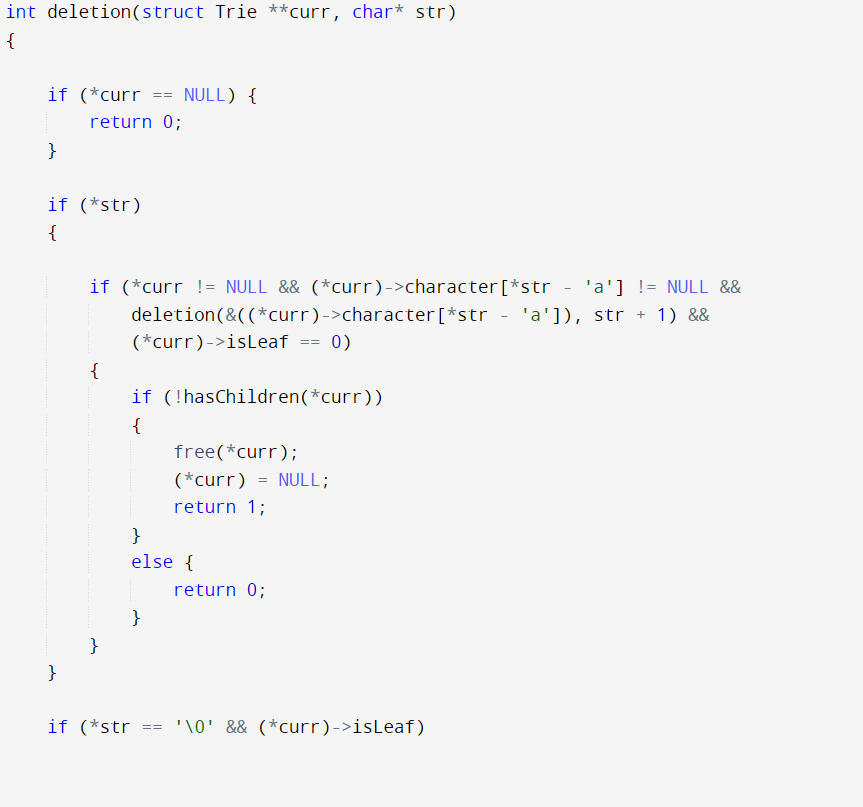 int deletion(struct Trie **curr, char* str)
{
if (*curr == NULL) {
return 0;
}
if (*str)
{
if (*curr != NULL && (*curr)->character[*str - 'a'] != NULL &&
deletion(&((*curr)->character[*str - 'a']), str + 1) &&
(*curr)->isLeaf == 0)
{
if (!hasChildren(*curr))
{
free(*curr);
(*curr) = NULL;
return 1;
}
else {
return 0;
}
}
}
if (*str == '\0' && (*curr)->isLeaf)